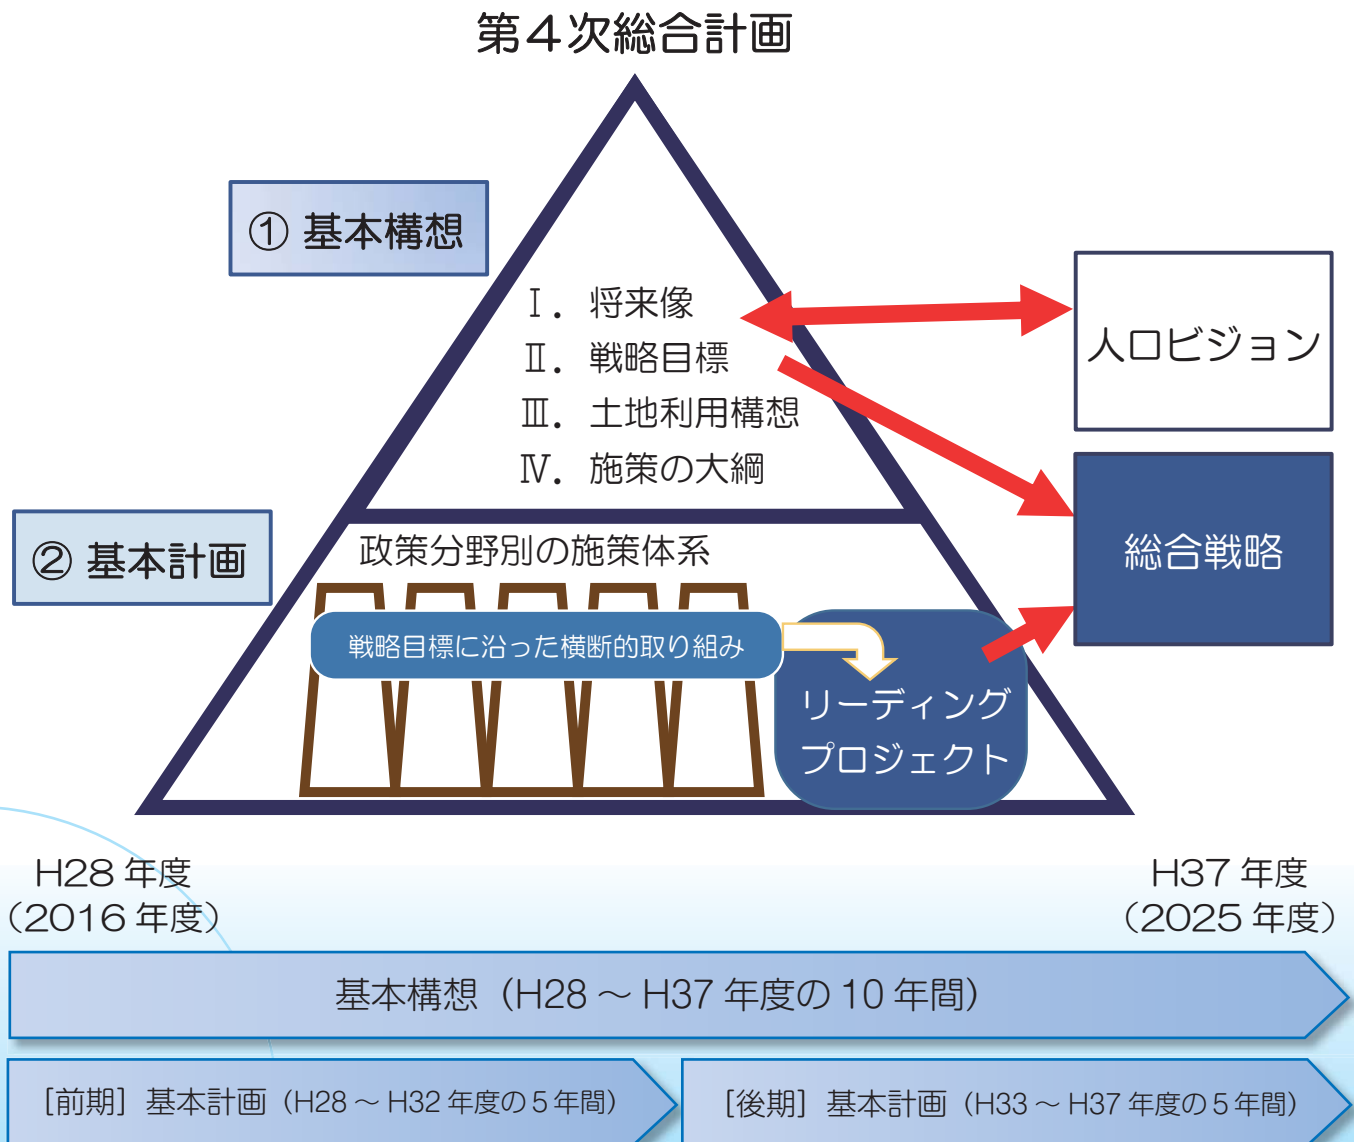 第4次総合計画
① 基本構想
Ⅰ．将来像
Ⅱ．戦略目標
Ⅲ．土地利用構想
Ⅳ．施策の大綱
人口ビジョン
総合戦略
② 基本計画
政策分野別の施策体系
戦略目標に沿った横断的取り組み
リーディング
プロジェクト
H28 年度
（2016 年度）
H37 年度
（2025 年度）
基本構想（H28 ～ H37 年度の 10 年間）
［前期］基本計画（H28 ～ H32 年度の 5 年間）
［後期］基本計画（H33 ～ H37 年度の 5 年間）